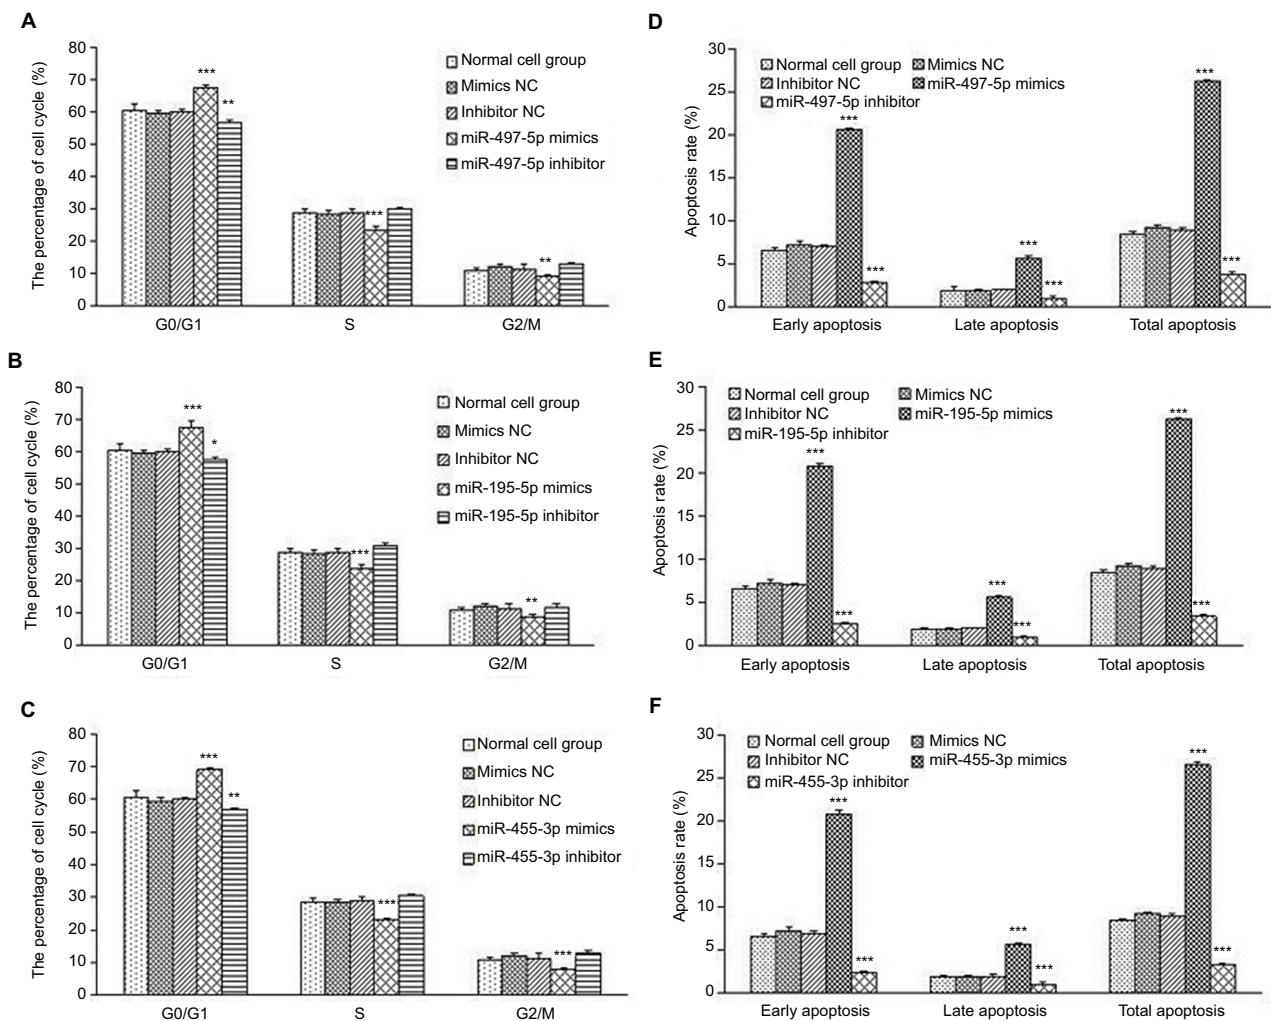 A
The percentage of cell cycle (%)
80
70
60
50
40
30
20
10
0
***
**
***
**
Normal cell group
Mimics NC
Inhibitor NC
miR-497-5p mimics
miR-497-5p inhibitor
G0/G1 S G2/M
D
Apoptosis rate (%)
30
25
20
15
10
5
0
Normal cell group Mimics NC
Inhibitor NC miR-497-5p mimics
miR-497-5p inhibitor
***
***
***
***
***
***
Early apoptosis Late apoptosis Total apoptosis
B
The percentage of cell cycle (%)
80
70
60
50
40
30
20
10
0
***
*
***
**
Normal cell group
Mimics NC
Inhibitor NC
miR-195-5p mimics
miR-195-5p inhibitor
G0/G1 S G2/M
E
Apoptosis rate (%)
30
25
20
15
10
5
0
Normal cell group Mimics NC
Inhibitor NC miR-195-5p mimics
miR-195-5p inhibitor
***
***
***
***
***
***
Early apoptosis Late apoptosis Total apoptosis
C
The percentage of cell cycle (%)
80
70
60
50
40
30
20
10
0
***
**
***
***
Normal cell group
Mimics NC
Inhibitor NC
miR-455-3p mimics
miR-455-3p inhibitor
G0/G1 S G2/M
F
Apoptosis rate (%)
30
25
20
15
10
5
0
Normal cell group Mimics NC
Inhibitor NC miR-455-3p mimics
miR-455-3p inhibitor
***
***
***
***
***
***
Early apoptosis Late apoptosis Total apoptosis